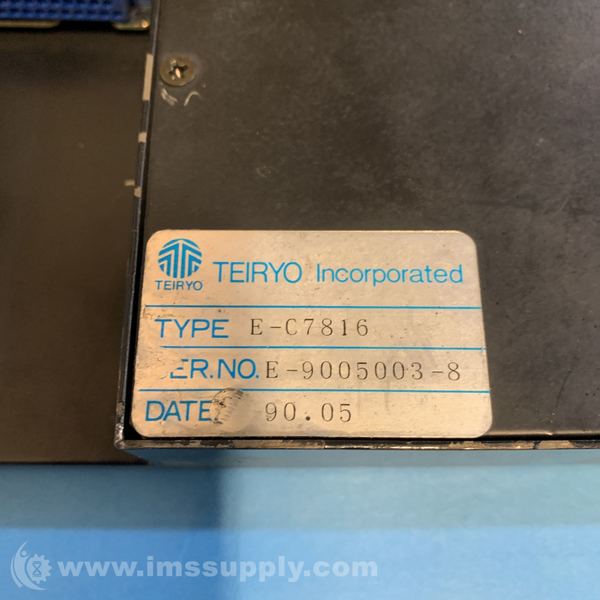 TEIRYO
TEIRYO Incorporated
TYPE E-C7816
ER.NO. E-9005003-8
DATE 90.05
www.imssupply.com